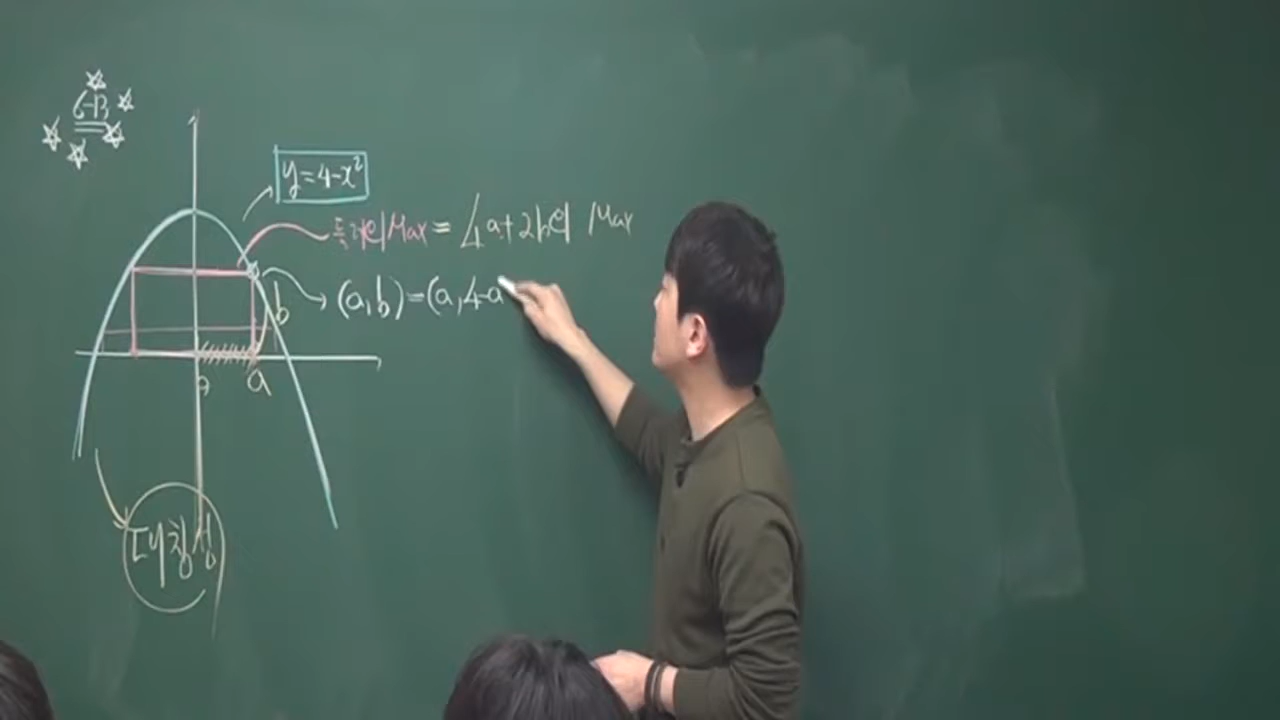 6-13
y=4-x²
둘레의 Max = 4a+2b의 Max
(a,b)=(a,4-a
b
a
a
대칭성